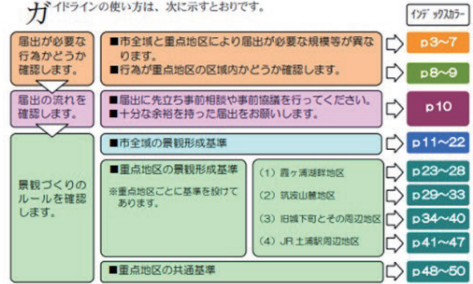 ガイドラインの使い方は、次に示すとおりです。
インデックスカラー
届出が必要な
行為かどうか
確認します。
■市全域と重点地区により届出が必要な規模等が異な
ります。
■行為が重点地区の区域内かどうか確認します。
p3~7
p8~9
届出の流れを
確認します。
■届出に先立ち事前相談や事前協議を行ってください。
■十分な余裕を持った届出をお願いします。
p10
景観づくりの
ルールを確認
します。
■市全域の景観形成基準
p11~22
■重点地区の景観形成基準
※重点地区ごとに基準を設けて
あります。
(1)霞ヶ浦湖畔地区
p23~28
(2)筑波山麓地区
p29~33
(3)旧城下町とその周辺地区
p34~40
(4)JR土浦駅周辺地区
p41~47
■重点地区の共通基準
p48~50